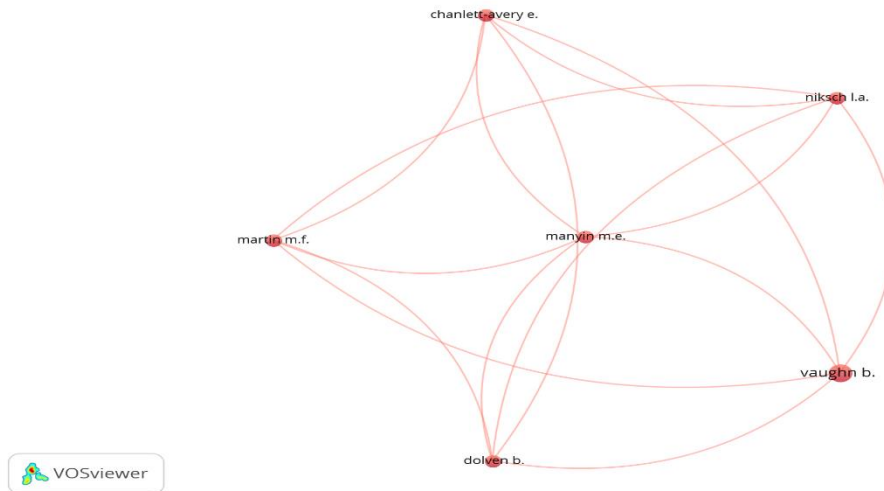 chanlett-avery e.
niksch l.a.
martin m.f.
manyin m.e.
vaughn b.
dolven b.
VOSviewer